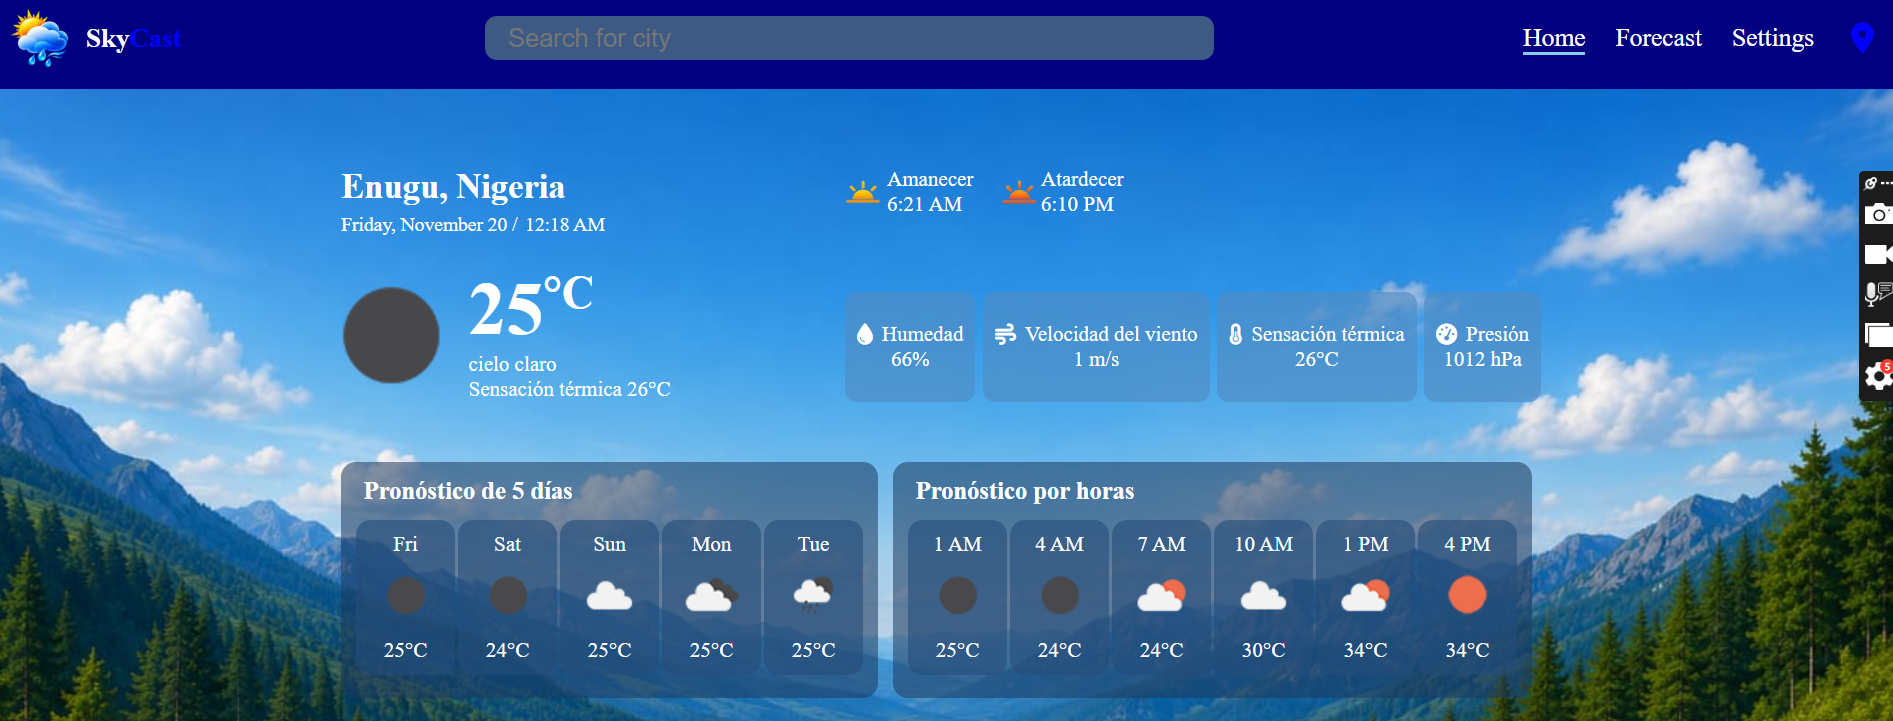 SkyCast
Search for city
Home Forecast Settings
Enugu, Nigeria
Friday, November 20 / 12:18 AM
Amanecer
6:21 AM
Atardecer
6:10 PM
25°C
cielo claro
Sensación térmica 26°C
Humedad
66%
Velocidad del viento
1 m/s
Sensación térmica
26°C
Presión
1012 hPa
Pronóstico de 5 días
Fri Sat Sun Mon Tue
25°C 24°C 25°C 25°C 25°C
Pronóstico por horas
1 AM 4 AM 7 AM 10 AM 1 PM 4 PM
25°C 24°C 24°C 30°C 34°C 34°C
5